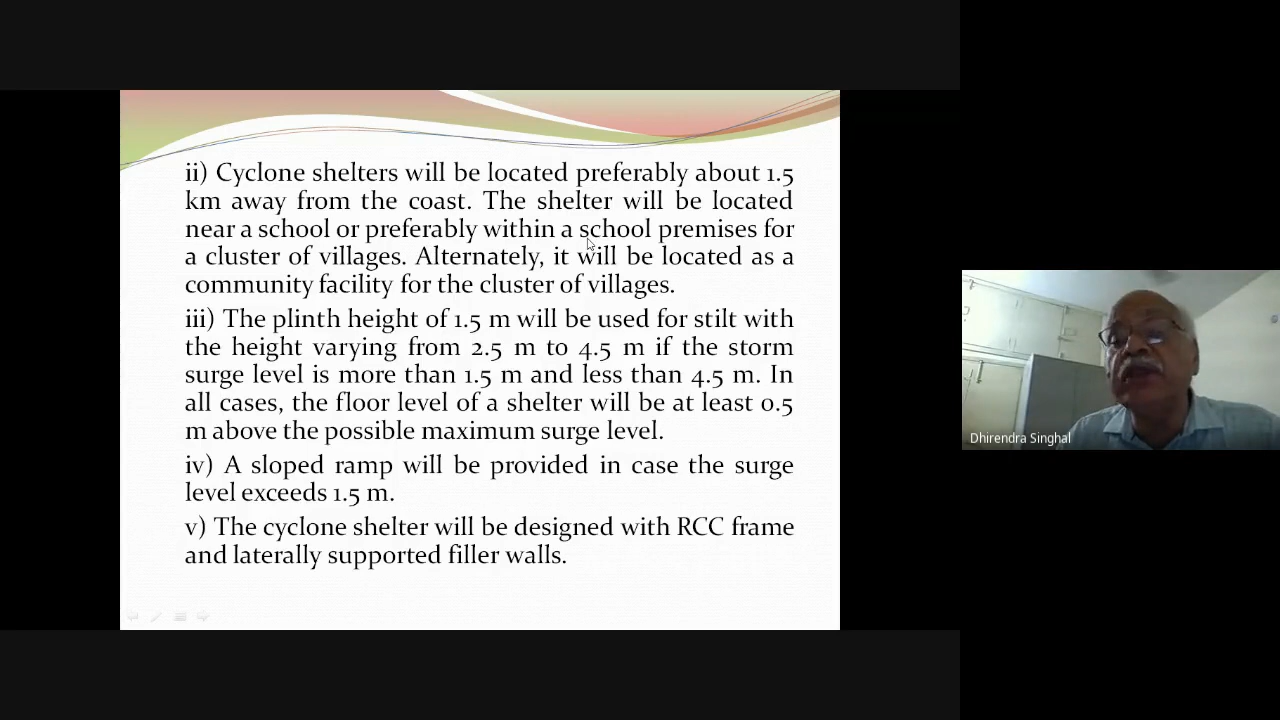 ii) Cyclone shelters will be located preferably about 1.5
km away from the coast. The shelter will be located
near a school or preferably within a school premises for
a cluster of villages. Alternately, it will be located as a
community facility for the cluster of villages.
iii) The plinth height of 1.5 m will be used for stilt with
the height varying from 2.5 m to 4.5 m if the storm
surge level is more than 1.5 m and less than 4.5 m. In
all cases, the floor level of a shelter will be at least 0.5
m above the possible maximum surge level.
iv) A sloped ramp will be provided in case the surge
level exceeds 1.5 m.
v) The cyclone shelter will be designed with RCC frame
and laterally supported filler walls.
Dhirendra Singhal